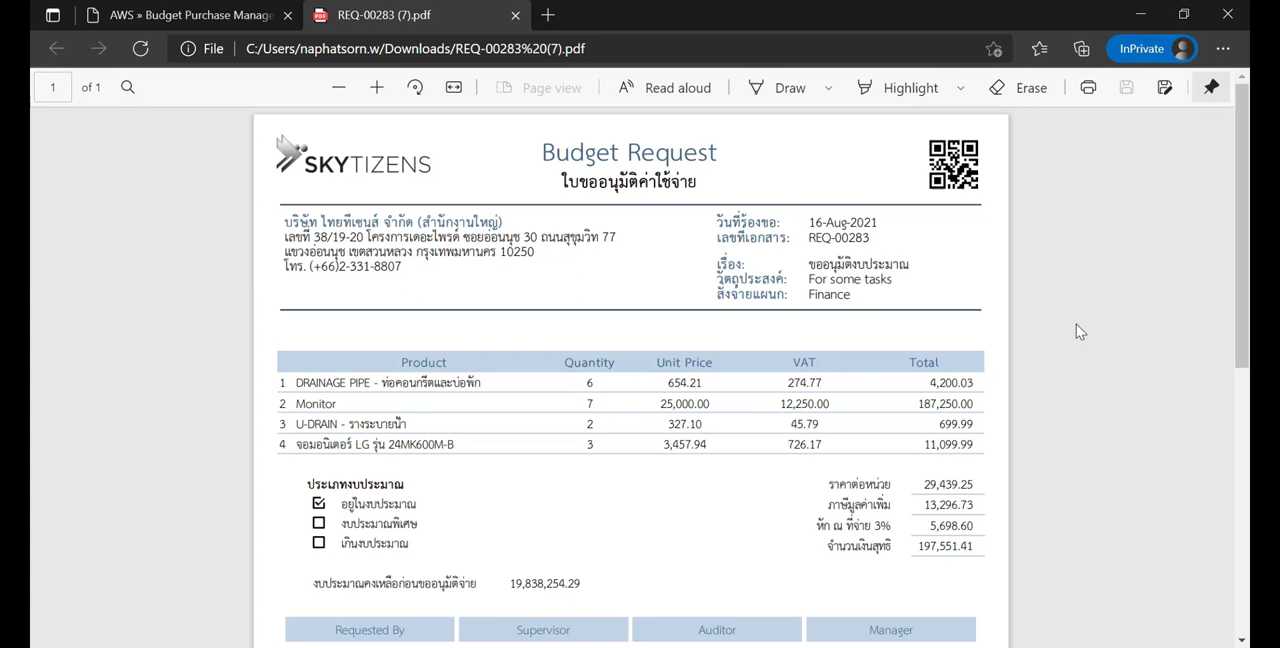 AWS » Budget Purchase Manage
REQ-00283 (7).pdf
File
C:/Users/naphatsorn.w/Downloads/REQ-00283%20(7).pdf
InPrivate
1 of 1
Page view
Read aloud
Draw
Highlight
Erase
SKYTIZENS
Budget Request
ใบขออนุมัติค่าใช้จ่าย
บริษัท ไทยทีเซนส์ จำกัด (สำนักงานใหญ่)
เลขที่ 38/19-20 โครงการเดอะไพรด์ ซอยอ่อนนุช 30 ถนนสุขุมวิท 77
แขวงอ่อนนุช เขตสวนหลวง กรุงเทพมหานคร 10250
โทร. (+66)2-331-8807
วันที่ร้องขอ: 16-Aug-2021
เลขที่เอกสาร: REQ-00283
เรื่อง: ขออนุมัติงบประมาณ
วัตถุประสงค์: For some tasks
สั่งจ่ายแผนก: Finance
Product Quantity Unit Price VAT Total
1 DRAINAGE PIPE - ท่อคอนกรีตและบ่อพัก 6 654.21 274.77 4,200.03
2 Monitor 7 25,000.00 12,250.00 187,250.00
3 U-DRAIN - รางระบายน้ำ 2 327.10 45.79 699.99
4 จอมอนิเตอร์ LG รุ่น 24MK600M-B 3 3,457.94 726.17 11,099.99
ประเภทงบประมาณ
อยู่ในงบประมาณ
งบประมาณพิเศษ
เกินงบประมาณ
ราคาต่อหน่วย 29,439.25
ภาษีมูลค่าเพิ่ม 13,296.73
หัก ณ ที่จ่าย 3% 5,698.60
จำนวนเงินสุทธิ 197,551.41
งบประมาณคงเหลือก่อนขออนุมัติจ่าย 19,838,254.29
Requested By Supervisor Auditor Manager